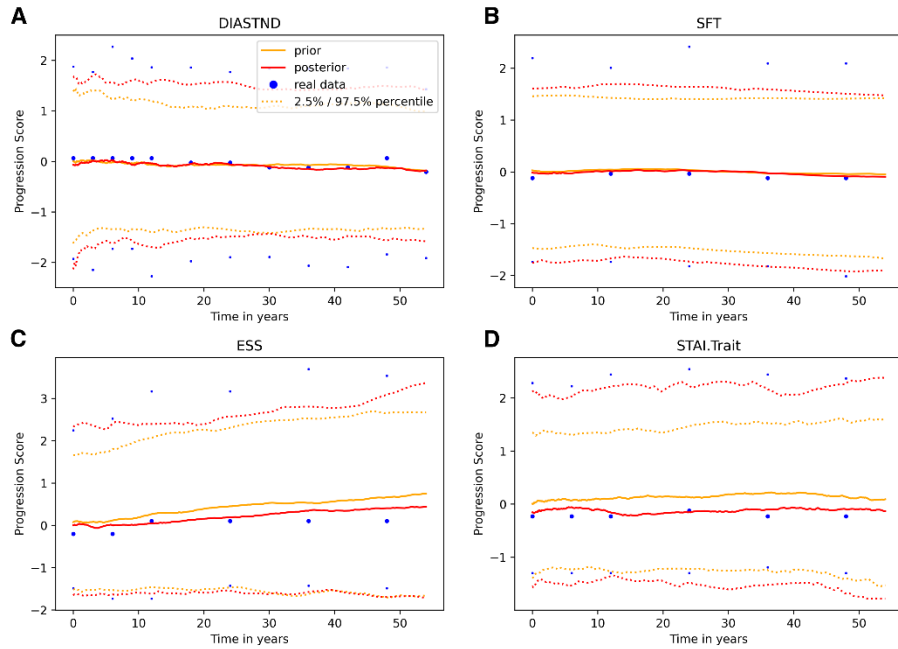 A
DIASTND
Progression Score
2
1
0
−1
−2
0
10
20
30
40
50
Time in years
prior
posterior
real data
2.5% / 97.5% percentile
B
SFT
Progression Score
2
1
0
−1
−2
0
10
20
30
40
50
Time in years
C
ESS
Progression Score
3
2
1
0
−1
−2
0
10
20
30
40
50
Time in years
D
STAI.Trait
Progression Score
2
1
0
−1
0
10
20
30
40
50
Time in years